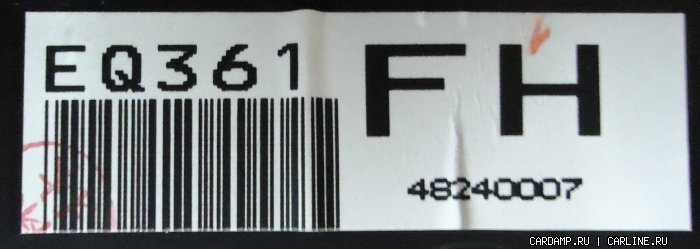 EQ361 FH
48240007
CARDAMP.RU | CARLINE.RU